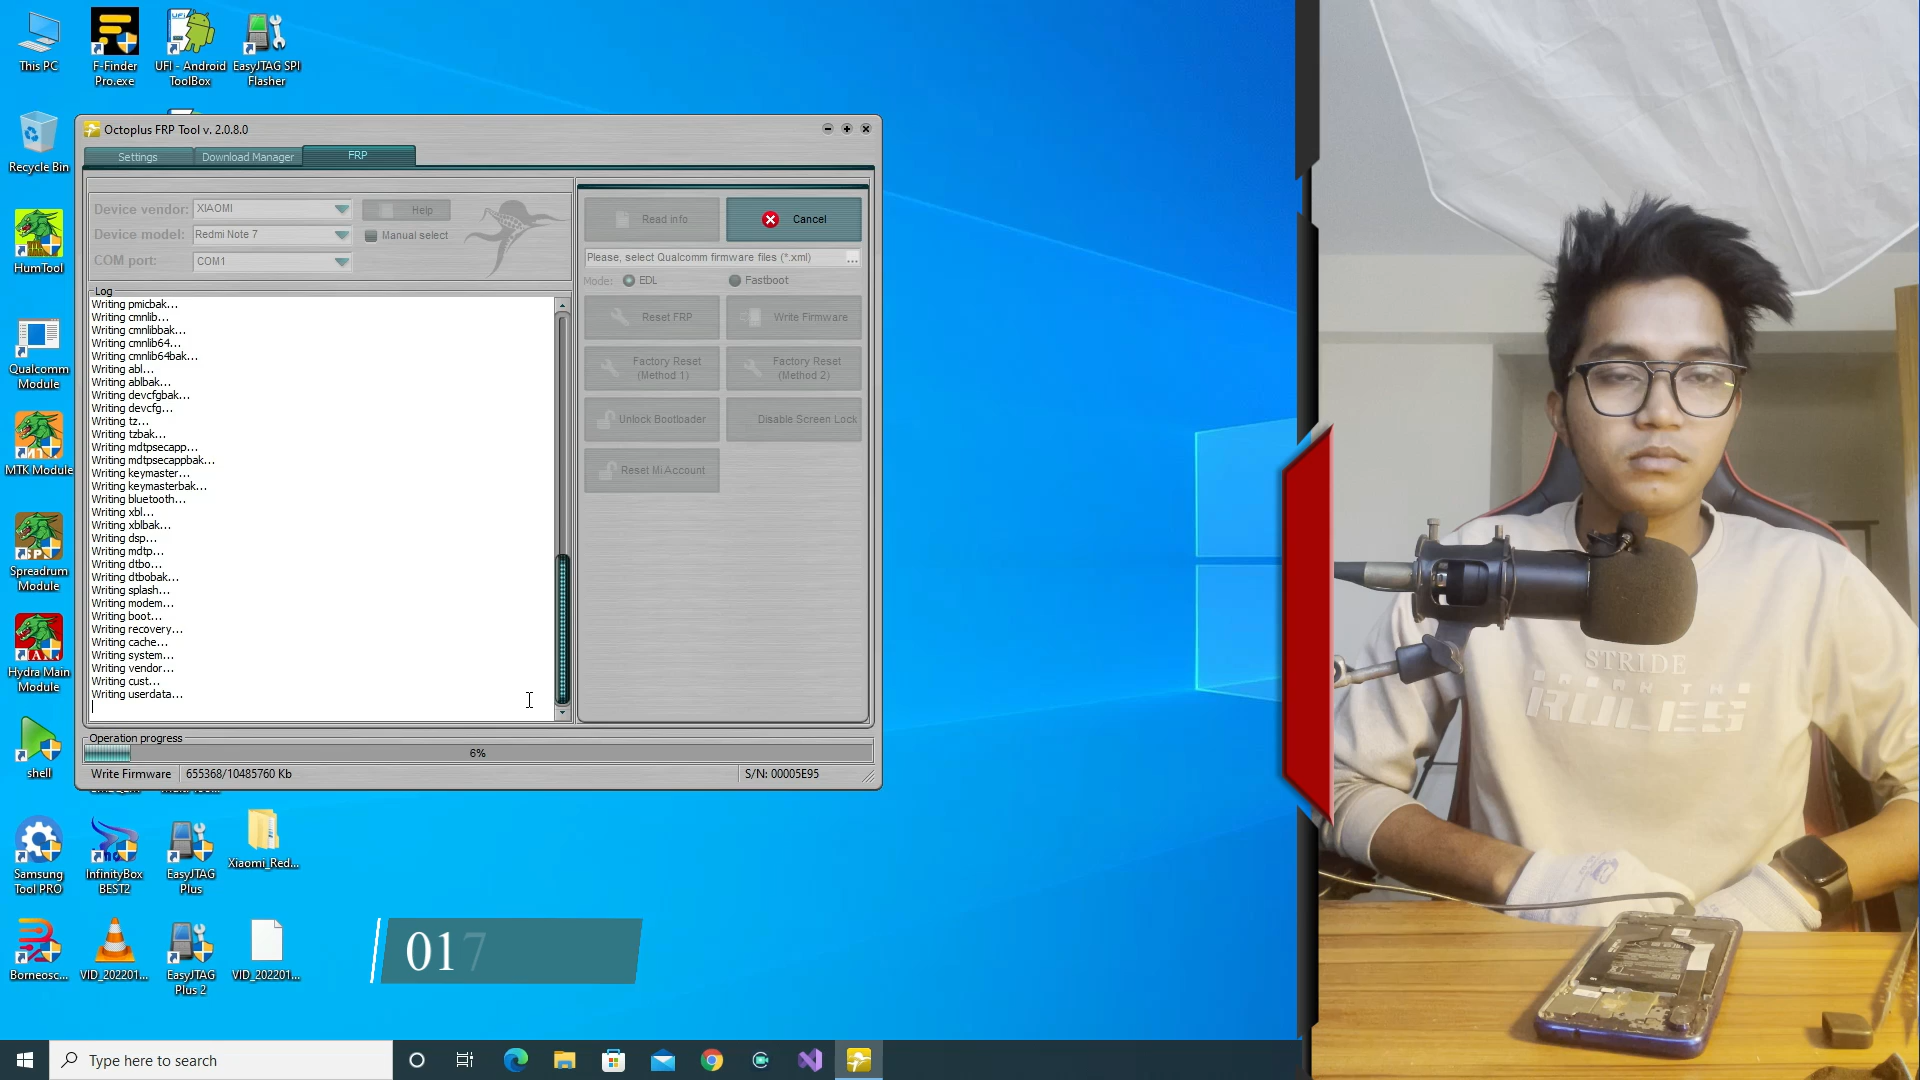 This PC
F-Finder
Pro.exe
UFI - Android
ToolBox
EasyJTAG SPI
Flasher
Recycle Bin
HumTool
Qualcomm
Module
MTK Module
Spreadrum
Module
Hydra Main
Module
shell
Samsung
Tool PRO
InfinityBox
BEST2
EasyJTAG
Plus
Xiaomi_Red...
Borneosc...
VID_202201...
EasyJTAG
Plus 2
VID_202201...
Octoplus FRP Tool v. 2.0.8.0
Settings
Download Manager
FRP
Device vendor:
XIAOMI
Help
Device model:
Redmi Note 7
Manual select
COM port:
COM1
Log
Writing pmicbak...
Writing cmnlib...
Writing cmnlibbak...
Writing cmnlib64...
Writing cmnlib64bak...
Writing abl...
Writing ablbak...
Writing devcfgbak...
Writing devcfg...
Writing tz...
Writing tzbak...
Writing mdtpsecapp...
Writing mdtpsecappbak...
Writing keymaster...
Writing keymasterbak...
Writing bluetooth...
Writing xbl...
Writing xblbak...
Writing dsp...
Writing mdtp...
Writing dtbo...
Writing dtbobak...
Writing splash...
Writing modem...
Writing boot...
Writing recovery...
Writing cache...
Writing system...
Writing vendor...
Writing cust...
Writing userdata...
Read info
Cancel
Please, select Qualcomm firmware files (*.xml)
...
Mode:
EDL
Fastboot
Reset FRP
Write Firmware
Factory Reset
(Method 1)
Factory Reset
(Method 2)
Unlock Bootloader
Disable Screen Lock
Reset Mi Account
Operation progress
6%
Write Firmware
655368/10485760 Kb
S/N: 00005E95
017
Type here to search
STRIDE
RULES